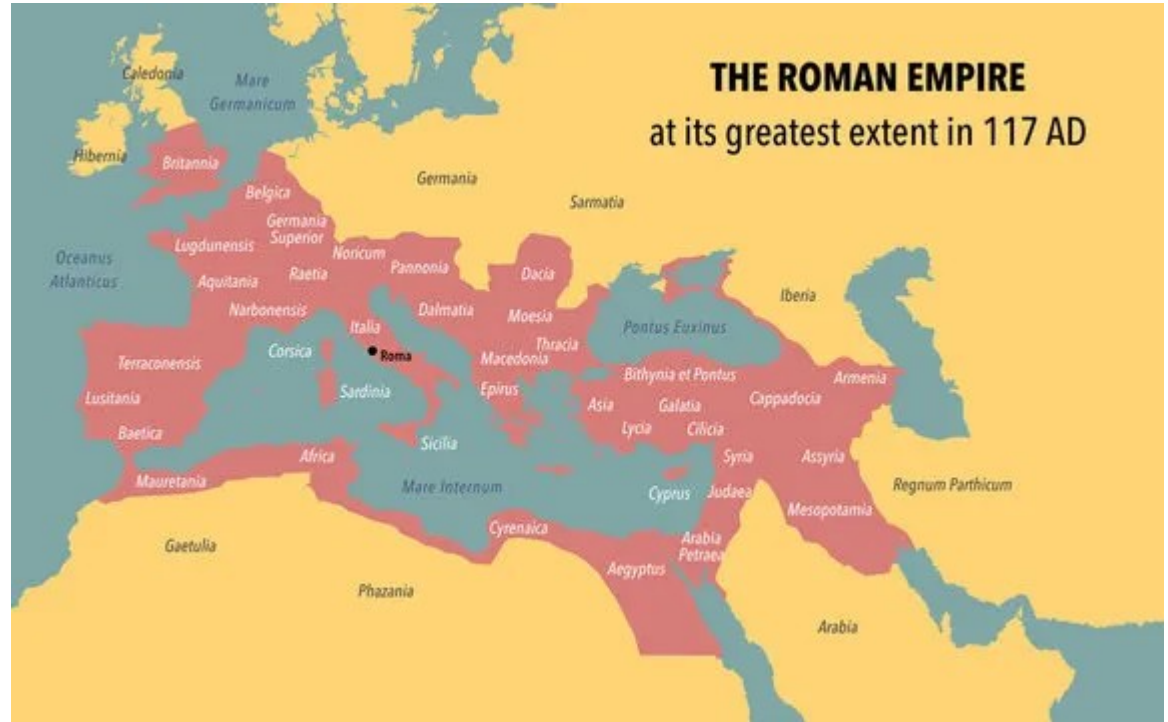 THE ROMAN EMPIRE
at its greatest extent in 117 AD
Caledonia
Mare
Germanicum
Hibernia
Britannia
Germania
Belgica
Sarmatia
Germania
Superior
Lugdunensis
Noricum
Oceanus
Atlanticus
Pannonia
Raetia
Dacia
Aquitania
Iberia
Narbonensis
Dalmatia
Moesia
Italia
Pontus Euxinus
Thracia
Corsica
Roma
Macedonia
Terraconensis
Bithynia et Pontus
Armenia
Sardinia
Epirus
Lusitania
Cappadocia
Asia
Galatia
Baetica
Lycia
Cilicia
Sicilia
Africa
Syria
Assyria
Mauretania
Mare Internum
Cyprus
Judaea
Regnum Parthicum
Mesopotamia
Cyrenaica
Gaetulia
Arabia
Petraea
Aegyptus
Phazania
Arabia